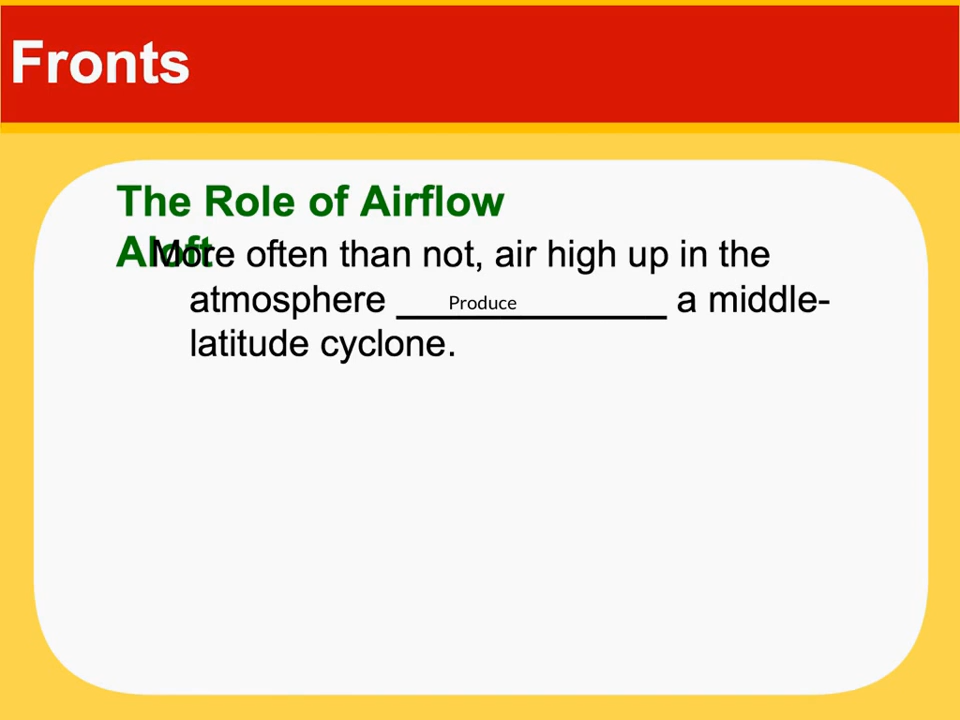 Fronts
The Role of Airflow
Aloft
More often than not, air high up in the
atmosphere _____________ a middle-
Produce
latitude cyclone.